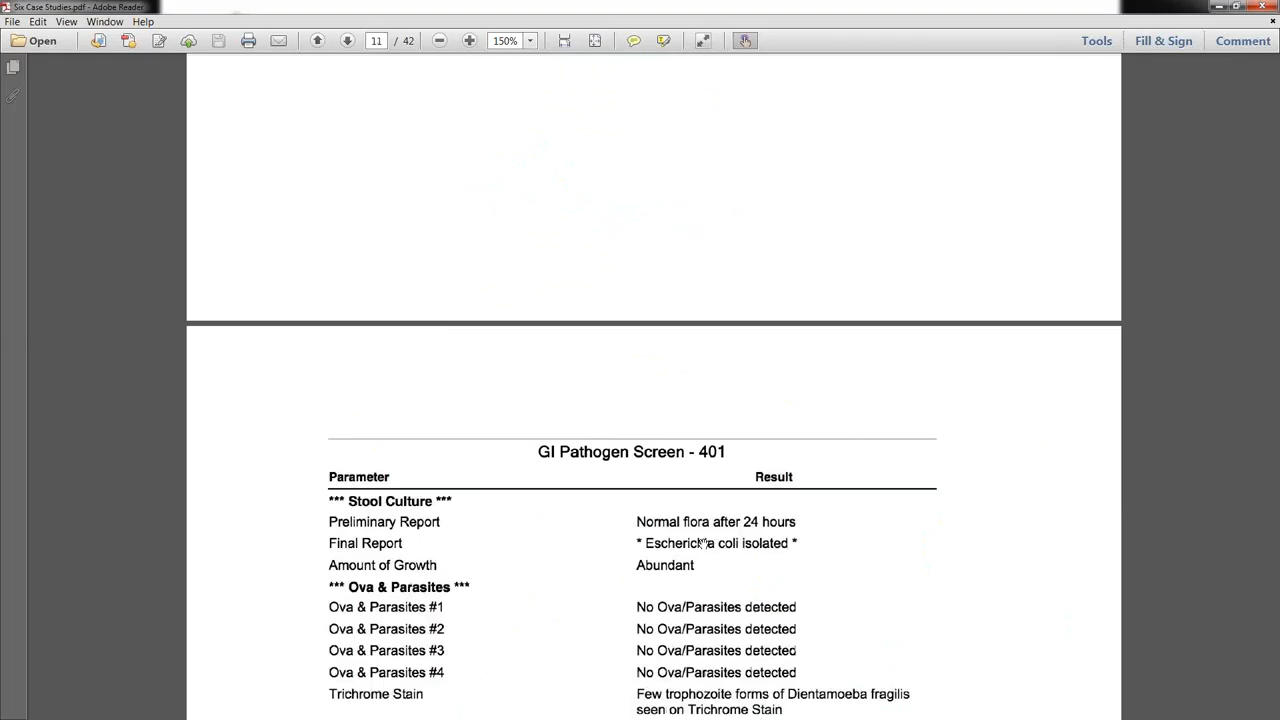 Six Case Studies.pdf - Adobe Reader
File Edit View Window Help
Open 11 / 42 150% Tools Fill & Sign Comment
GI Pathogen Screen - 401
Parameter Result
*** Stool Culture ***
Preliminary Report Normal flora after 24 hours
Final Report * Escherichia coli isolated *
Amount of Growth Abundant
*** Ova & Parasites ***
Ova & Parasites #1 No Ova/Parasites detected
Ova & Parasites #2 No Ova/Parasites detected
Ova & Parasites #3 No Ova/Parasites detected
Ova & Parasites #4 No Ova/Parasites detected
Trichrome Stain Few trophozoite forms of Dientamoeba fragilis
seen on Trichrome Stain